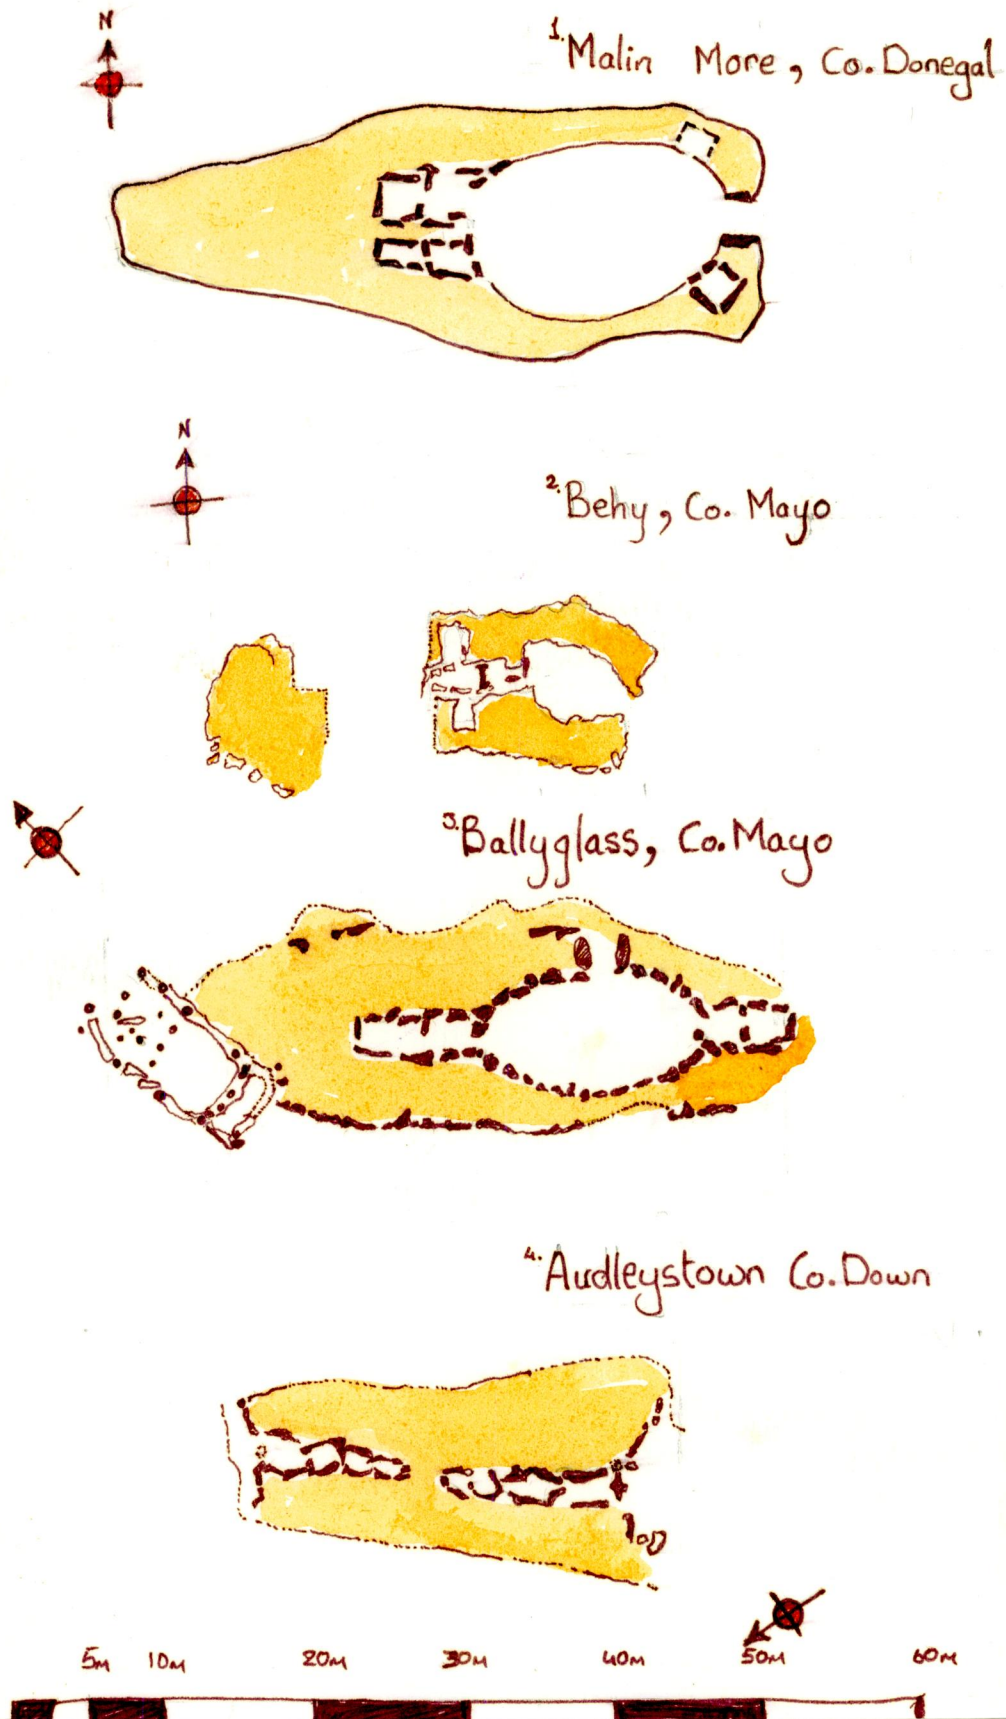 N
1. Malin More, Co. Donegal
N
2. Behy, Co. Mayo
3. Ballyglass, Co. Mayo
4. Audleystown Co. Down
5m 10m 20m 30m 40m 50m 60m